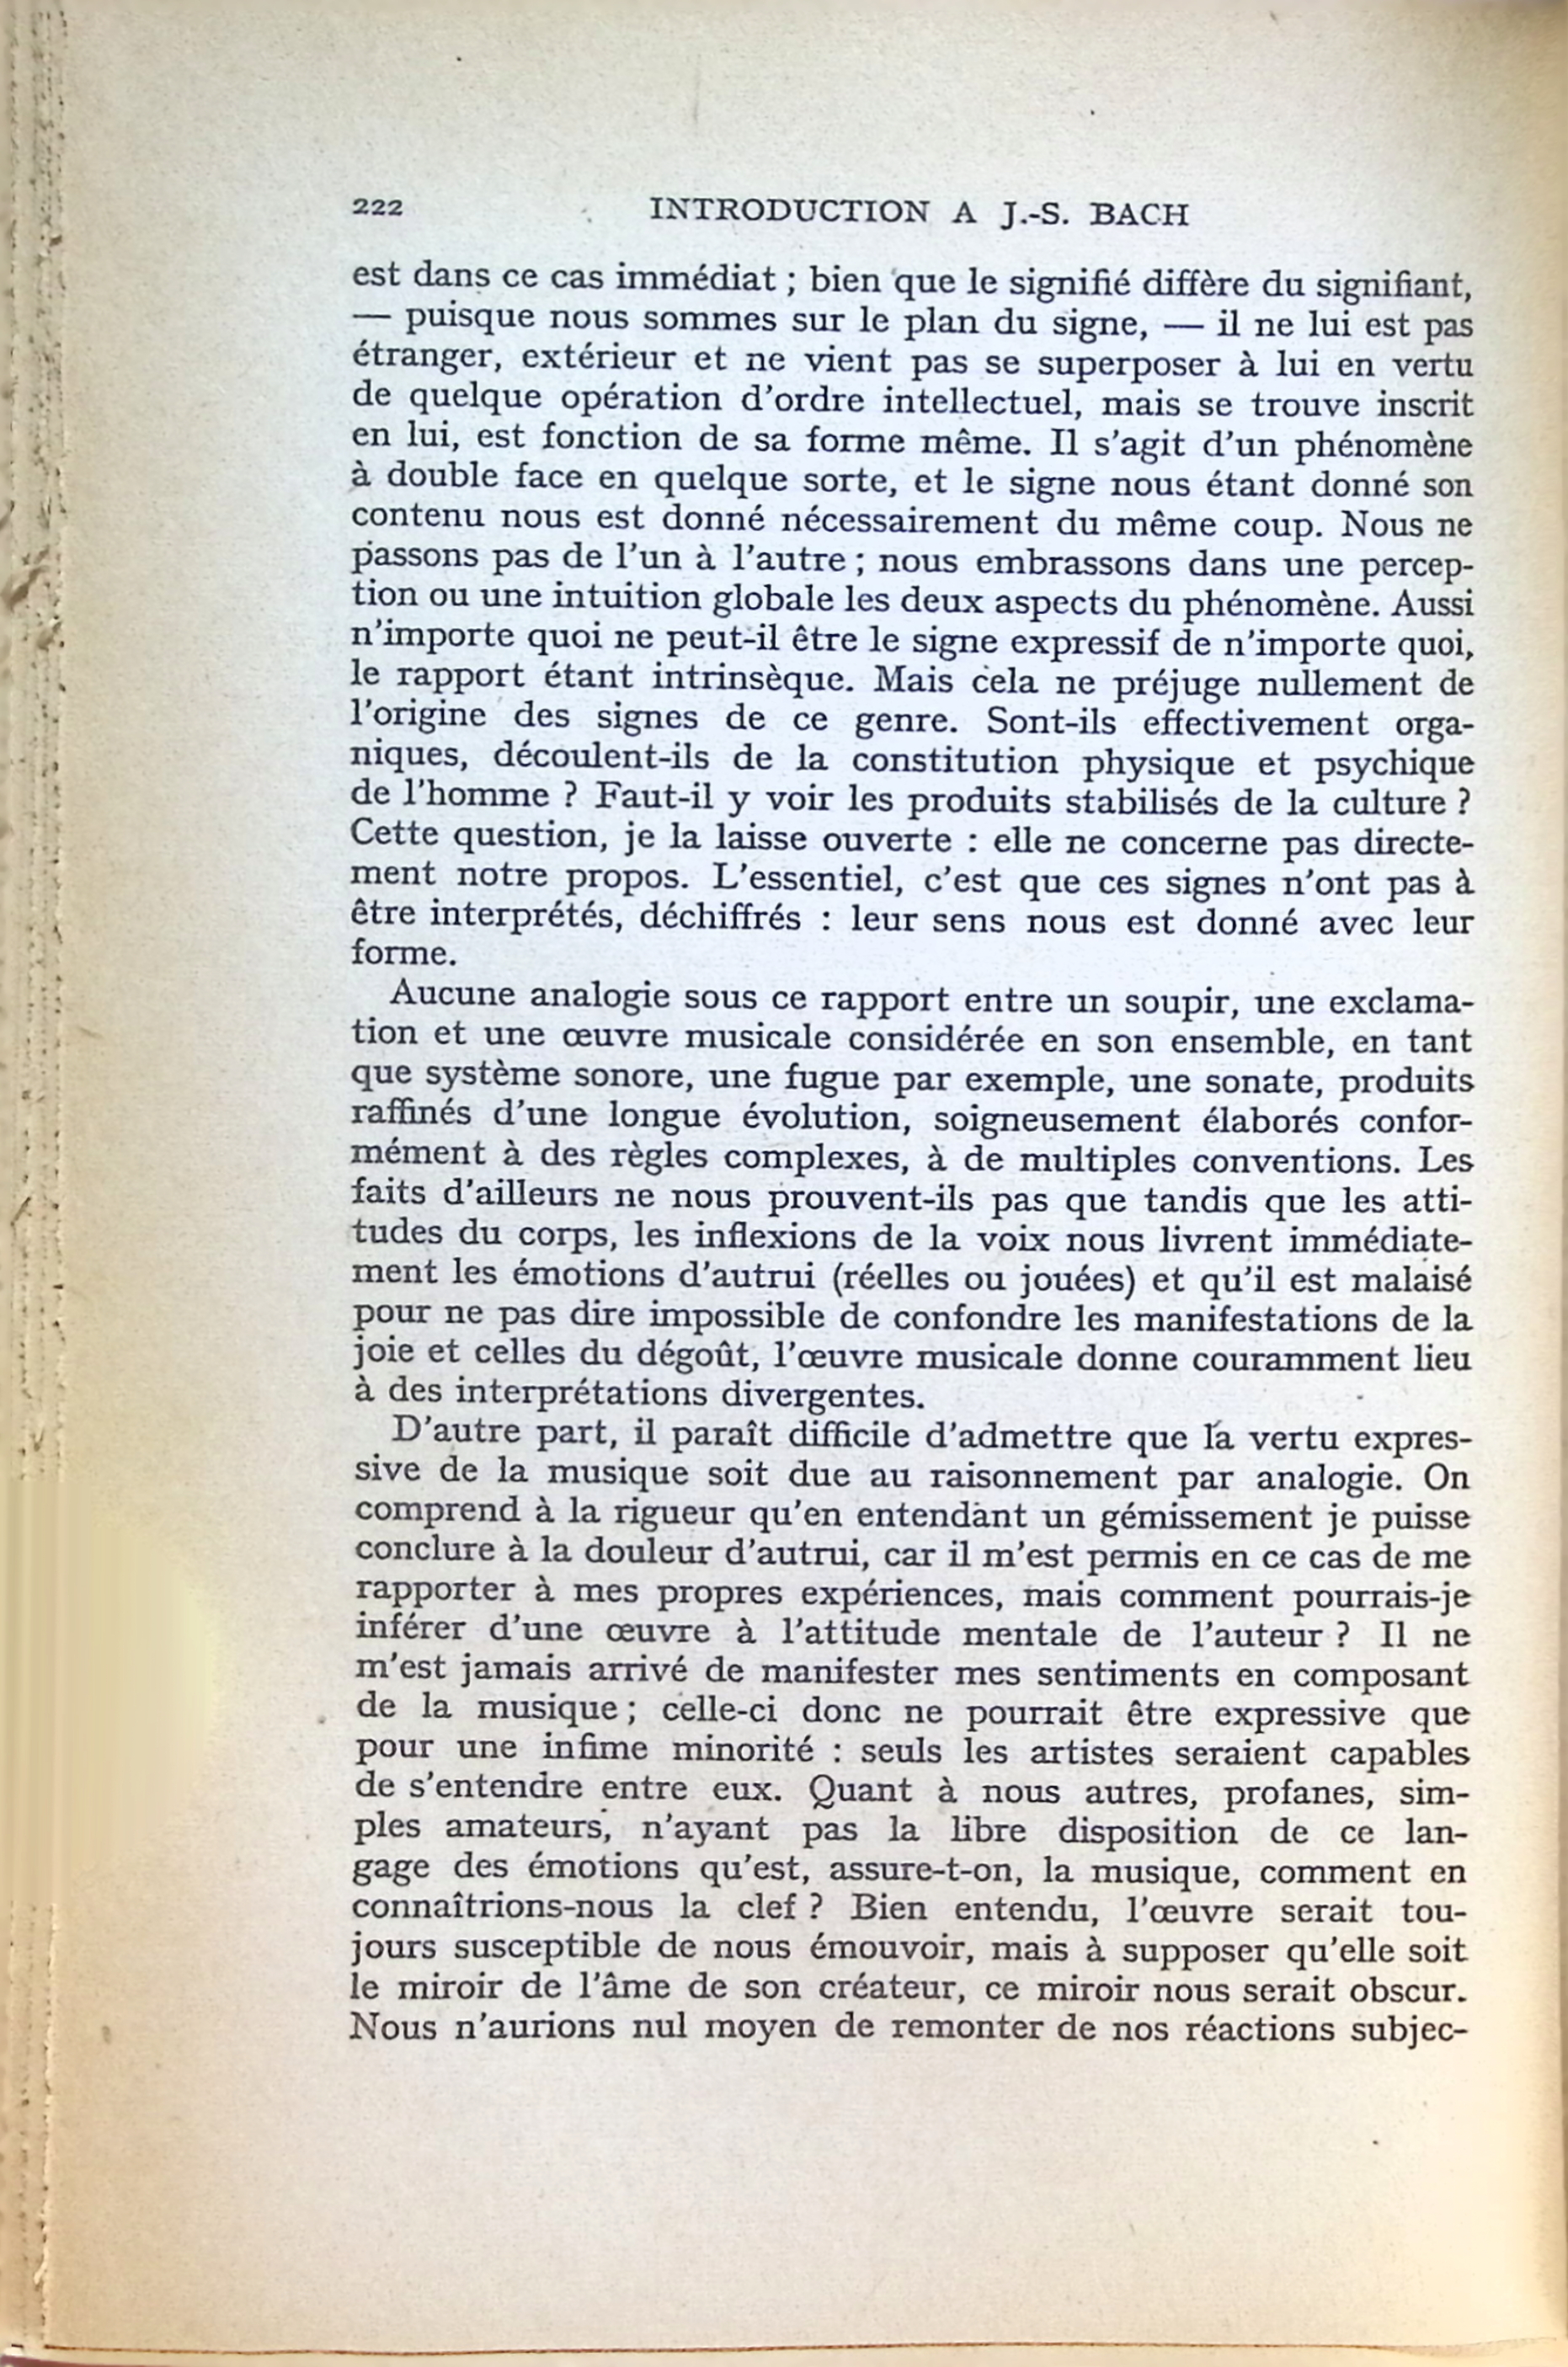 222 INTRODUCTION A J.-S. BACH
est dans ce cas immédiat ; bien que le signifié diffère du signifiant,
— puisque nous sommes sur le plan du signe, — il ne lui est pas
étranger, extérieur et ne vient pas se superposer à lui en vertu
de quelque opération d'ordre intellectuel, mais se trouve inscrit
en lui, est fonction de sa forme même. Il s'agit d'un phénomène
à double face en quelque sorte, et le signe nous étant donné son
contenu nous est donné nécessairement du même coup. Nous ne
passons pas de l'un à l'autre ; nous embrassons dans une percep-
tion ou une intuition globale les deux aspects du phénomène. Aussi
n'importe quoi ne peut-il être le signe expressif de n'importe quoi,
le rapport étant intrinsèque. Mais cela ne préjuge nullement de
l'origine des signes de ce genre. Sont-ils effectivement orga-
niques, découlent-ils de la constitution physique et psychique
de l'homme ? Faut-il y voir les produits stabilisés de la culture ?
Cette question, je la laisse ouverte : elle ne concerne pas directe-
ment notre propos. L'essentiel, c'est que ces signes n'ont pas à
être interprétés, déchiffrés : leur sens nous est donné avec leur
forme.
Aucune analogie sous ce rapport entre un soupir, une exclama-
tion et une œuvre musicale considérée en son ensemble, en tant
que système sonore, une fugue par exemple, une sonate, produits
raffinés d'une longue évolution, soigneusement élaborés confor-
mément à des règles complexes, à de multiples conventions. Les
faits d'ailleurs ne nous prouvent-ils pas que tandis que les atti-
tudes du corps, les inflexions de la voix nous livrent immédiate-
ment les émotions d'autrui (réelles ou jouées) et qu'il est malaisé
pour ne pas dire impossible de confondre les manifestations de la
joie et celles du dégoût, l'œuvre musicale donne couramment lieu
à des interprétations divergentes.
D'autre part, il paraît difficile d'admettre que la vertu expres-
sive de la musique soit due au raisonnement par analogie. On
comprend à la rigueur qu'en entendant un gémissement je puisse
conclure à la douleur d'autrui, car il m'est permis en ce cas de me
rapporter à mes propres expériences, mais comment pourrais-je
inférer d'une œuvre à l'attitude mentale de l'auteur ? Il ne
m'est jamais arrivé de manifester mes sentiments en composant
de la musique ; celle-ci donc ne pourrait être expressive que
pour une infime minorité : seuls les artistes seraient capables
de s'entendre entre eux. Quant à nous autres, profanes, sim-
ples amateurs, n'ayant pas la libre disposition de ce lan-
gage des émotions qu'est, assure-t-on, la musique, comment en
connaîtrions-nous la clef ? Bien entendu, l'œuvre serait tou-
jours susceptible de nous émouvoir, mais à supposer qu'elle soit
le miroir de l'âme de son créateur, ce miroir nous serait obscur.
Nous n'aurions nul moyen de remonter de nos réactions subjec-